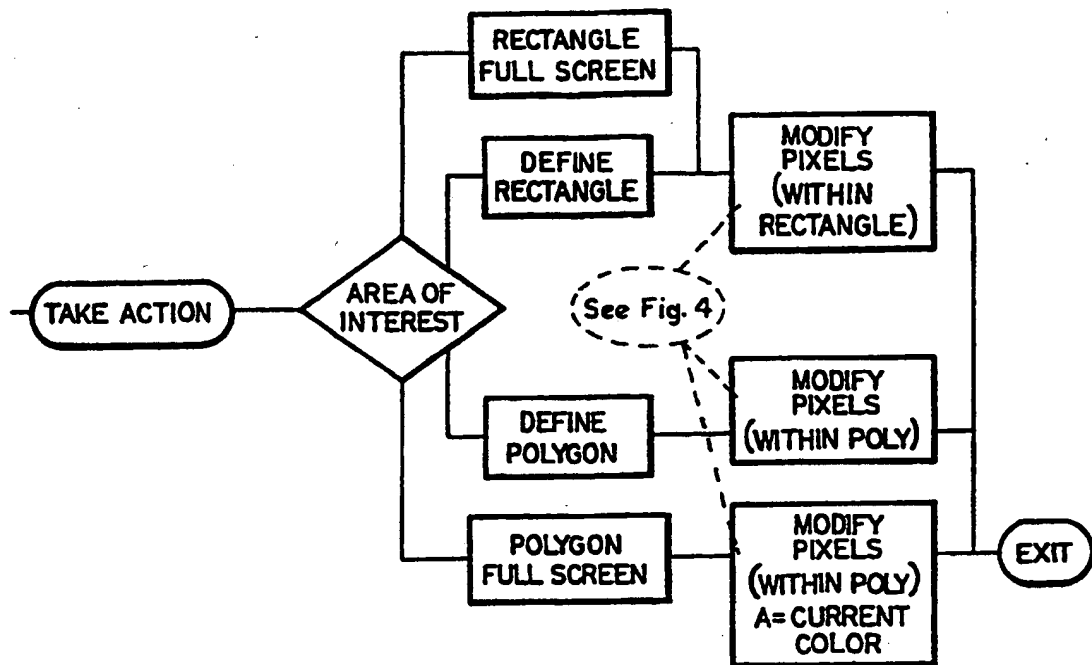 RECTANGLE
FULL SCREEN
DEFINE
RECTANGLE
MODIFY
PIXELS
(WITHIN
RECTANGLE)
TAKE ACTION
AREA OF
INTEREST
See Fig. 4
DEFINE
POLYGON
MODIFY
PIXELS
(WITHIN POLY)
POLYGON
FULL SCREEN
MODIFY
PIXELS
(WITHIN POLY)
A=CURRENT
COLOR
EXIT